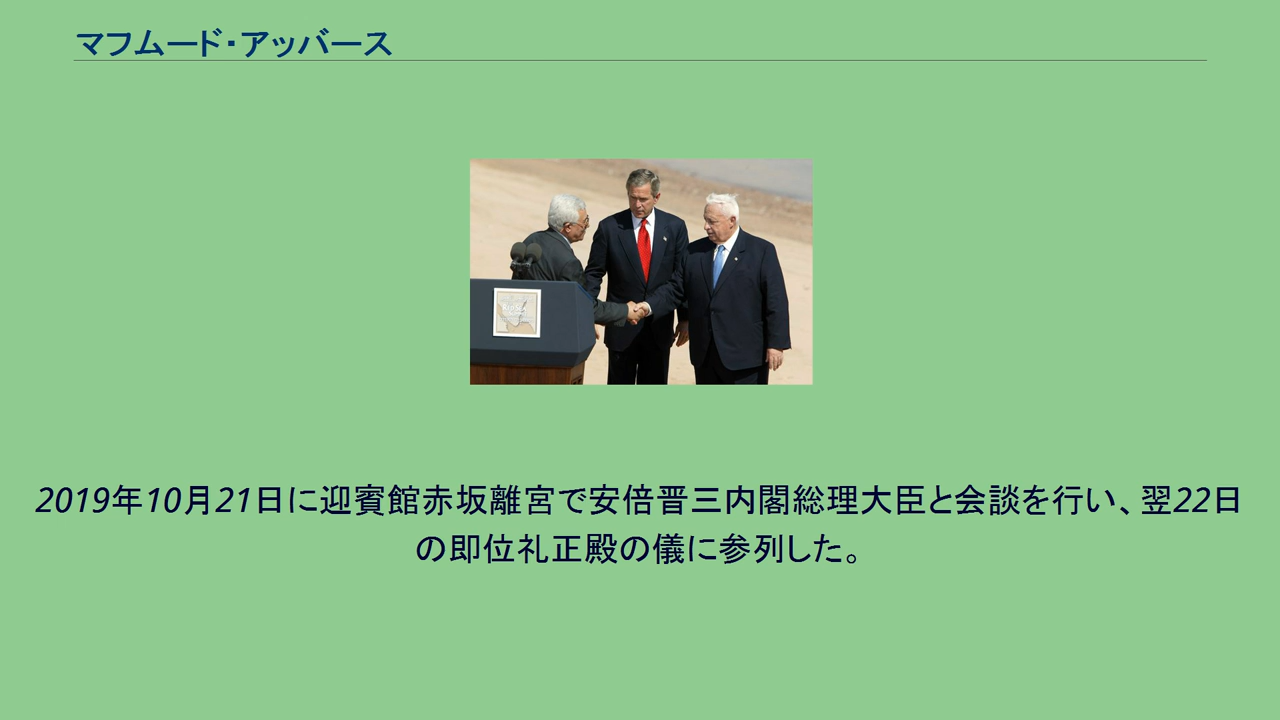 マフムード・アッバース
2019年10月21日に迎賓館赤坂離宮で安倍晋三内閣総理大臣と会談を行い、翌22日
の即位礼正殿の儀に参列した。